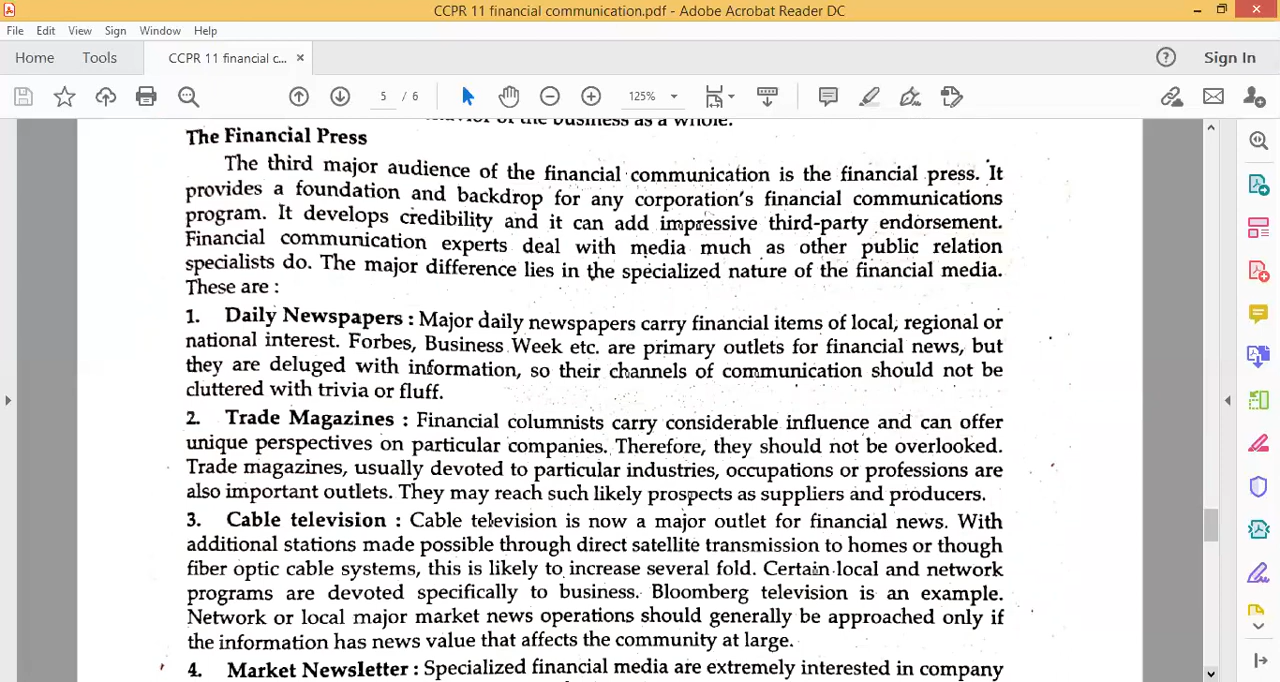 CCPR 11 financial communication.pdf - Adobe Acrobat Reader DC
File Edit View Sign Window Help
Home Tools CCPR 11 financial c... × Sign In
5 / 6 125%
of the business as a whole.
The Financial Press
The third major audience of the financial communication is the financial press. It
provides a foundation and backdrop for any corporation's financial communications
program. It develops credibility and it can add impressive third-party endorsement.
Financial communication experts deal with media much as other public relation
specialists do. The major difference lies in the specialized nature of the financial media.
These are :
1. Daily Newspapers : Major daily newspapers carry financial items of local, regional or
national interest. Forbes, Business Week etc. are primary outlets for financial news, but
they are deluged with information, so their channels of communication should not be
cluttered with trivia or fluff.
2. Trade Magazines : Financial columnists carry considerable influence and can offer
unique perspectives on particular companies. Therefore, they should not be overlooked.
Trade magazines, usually devoted to particular industries, occupations or professions are
also important outlets. They may reach such likely prospects as suppliers and producers.
3. Cable television : Cable television is now a major outlet for financial news. With
additional stations made possible through direct satellite transmission to homes or though
fiber optic cable systems, this is likely to increase several fold. Certain local and network
programs are devoted specifically to business. Bloomberg television is an example.
Network or local major market news operations should generally be approached only if
the information has news value that affects the community at large.
4. Market Newsletter : Specialized financial media are extremely interested in company